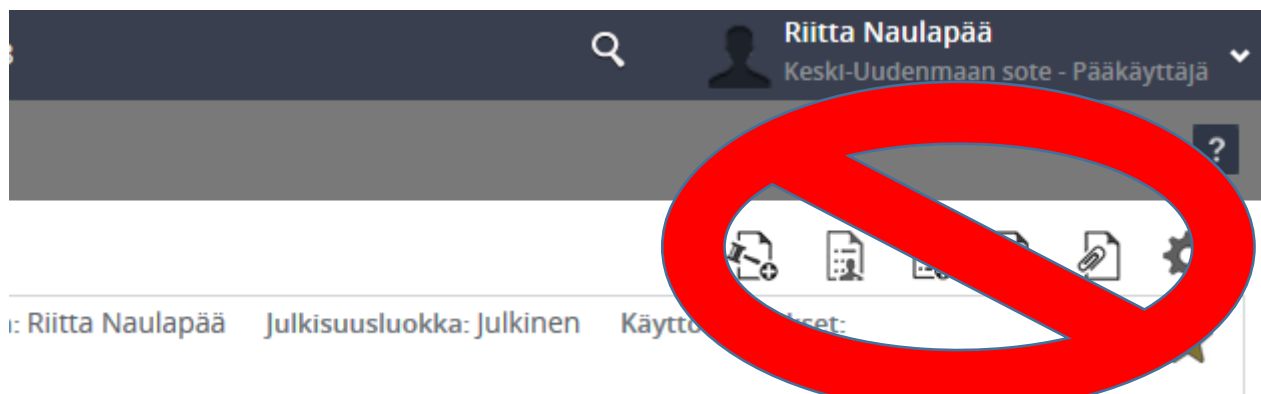 Riitta Naulapää
Keski-Uudenmaan sote - Pääkäyttäjä
?
: Riitta Naulapää Julkisuusluokka: Julkinen